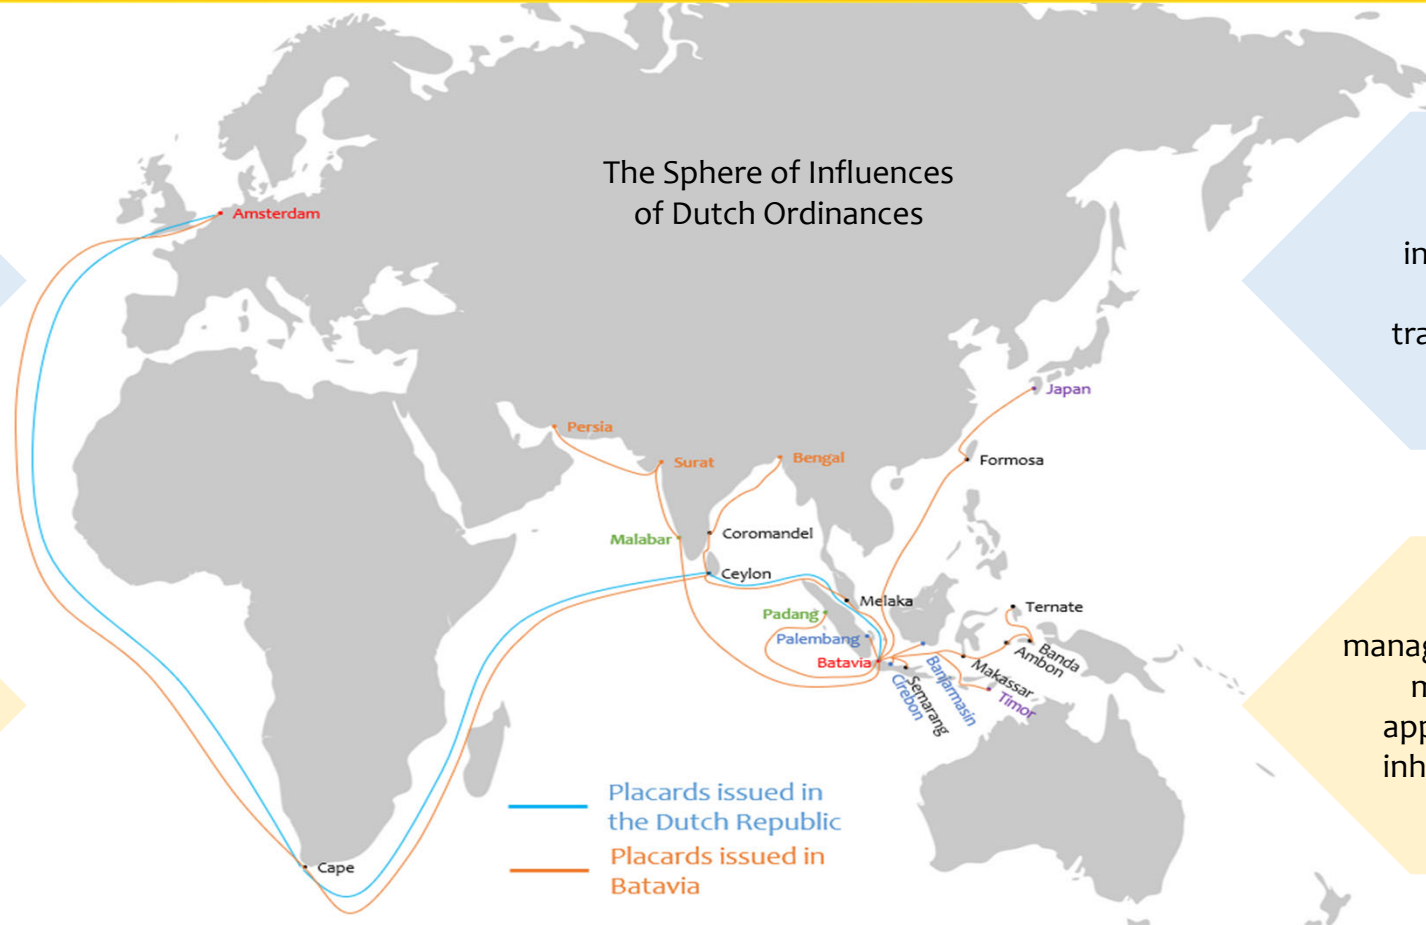 The Sphere of Influences
of Dutch Ordinances
Amsterdam
Japan
Persia
Surat
Bengal
Formosa
Malabar
Coromandel
Ceylon
Melaka
Padang
Ternate
Palembang
Batavia
Banda
Ambon
Makassar
Timor
Banjarmasin
Semarang
Cirebon
Cape
Placards issued in
the Dutch Republic
Placards issued in
Batavia
in
tra
manag
m
app
inh